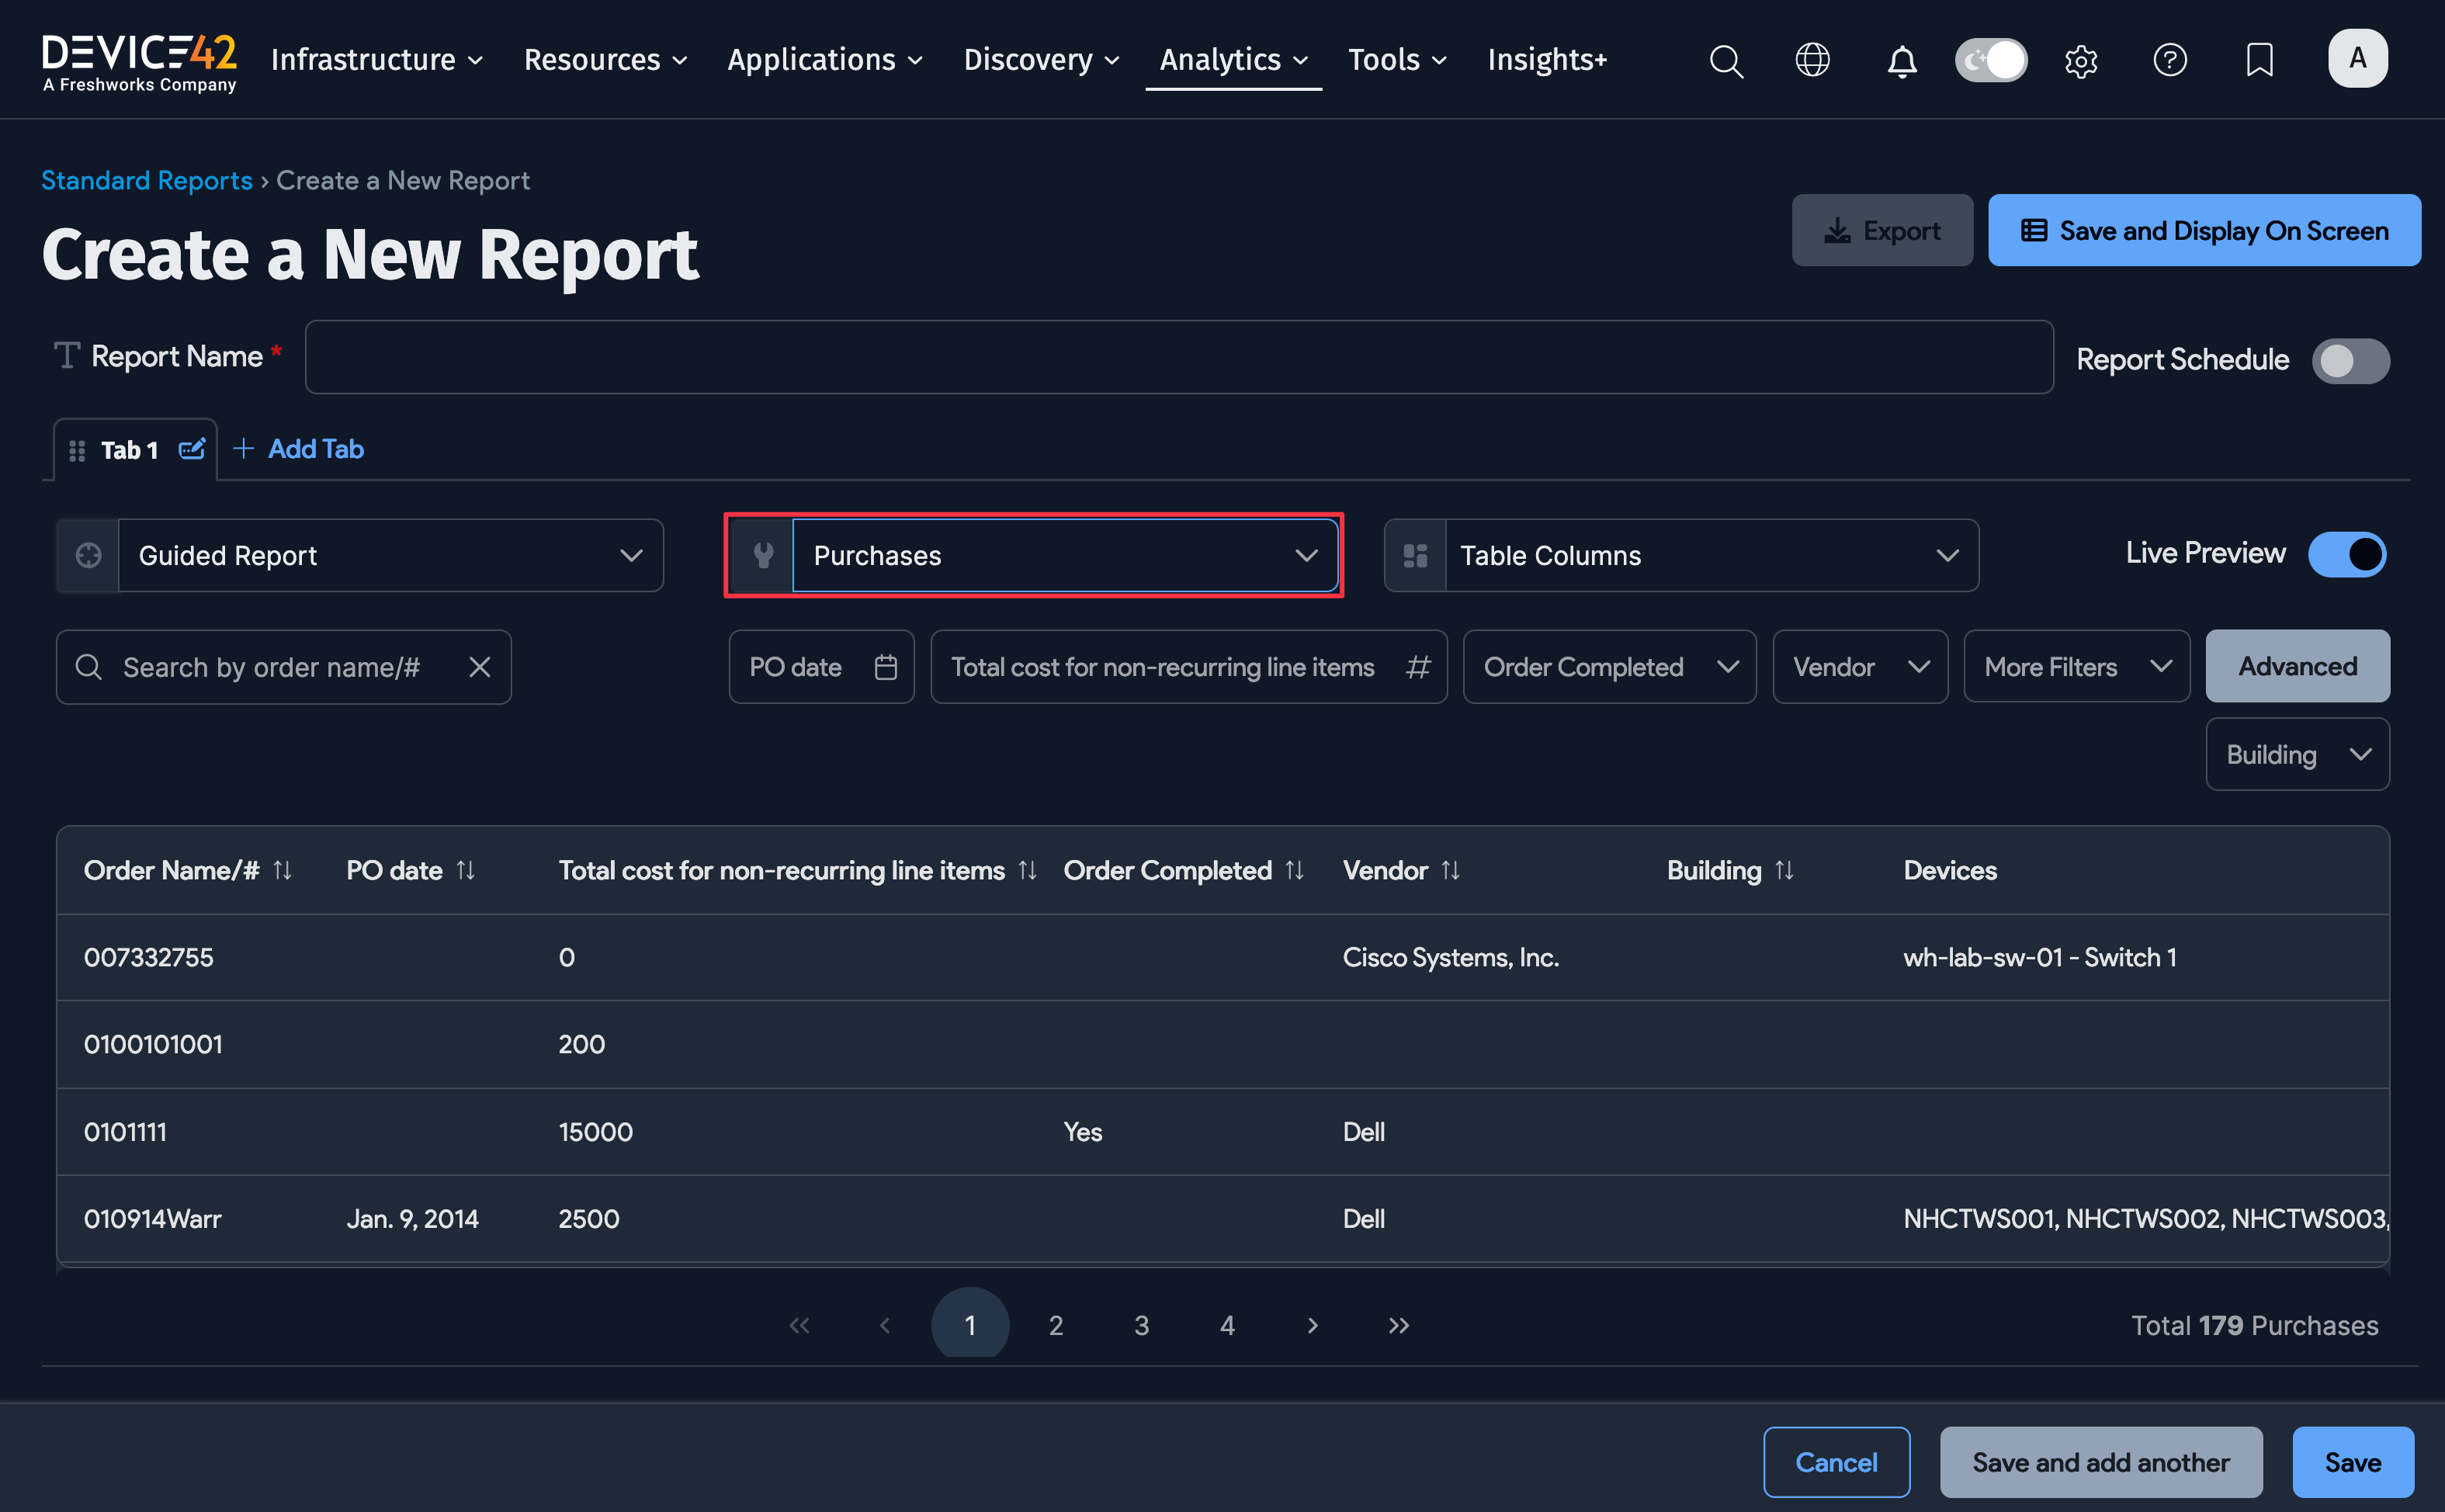 DEVICE42
A Freshworks Company
Infrastructure
Resources
Applications
Discovery
Analytics
Tools
Insights+
A
Standard Reports › Create a New Report
Create a New Report
Export
Save and Display On Screen
Report Name *
Report Schedule
Tab 1
+ Add Tab
Guided Report
Purchases
Table Columns
Live Preview
Search by order name/#
PO date
Total cost for non-recurring line items #
Order Completed
Vendor
More Filters
Advanced
Building
Order Name/# PO date Total cost for non-recurring line items Order Completed Vendor Building Devices
007332755 0 Cisco Systems, Inc. wh-lab-sw-01 - Switch 1
0100101001 200
0101111 15000 Yes Dell
010914Warr Jan. 9, 2014 2500 Dell NHCTWS001, NHCTWS002, NHCTWS003,
« ‹ 1 2 3 4 › »
Total 179 Purchases
Cancel
Save and add another
Save